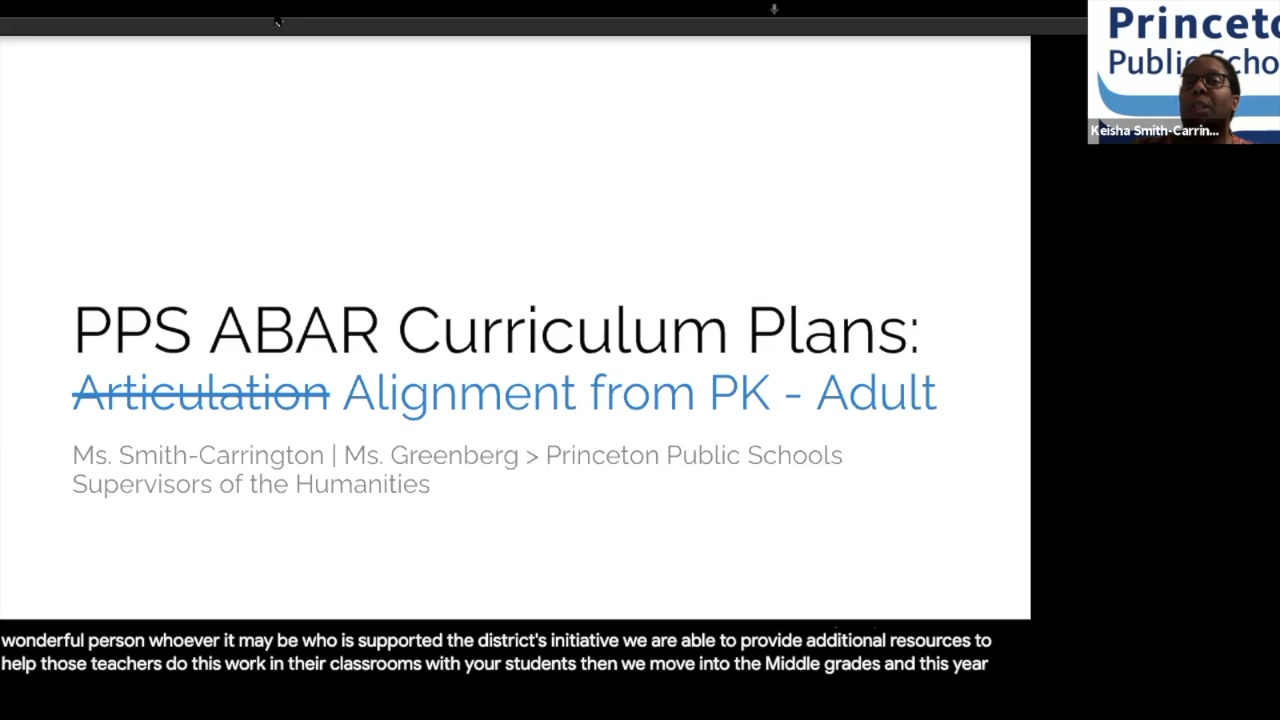 Princeto
Public Scho
Keisha Smith-Carrin...
PPS ABAR Curriculum Plans:
Articulation Alignment from PK - Adult
Ms. Smith-Carrington | Ms. Greenberg > Princeton Public Schools
Supervisors of the Humanities
wonderful person whoever it may be who is supported the district's initiative we are able to provide additional resources to
help those teachers do this work in their classrooms with your students then we move into the Middle grades and this year